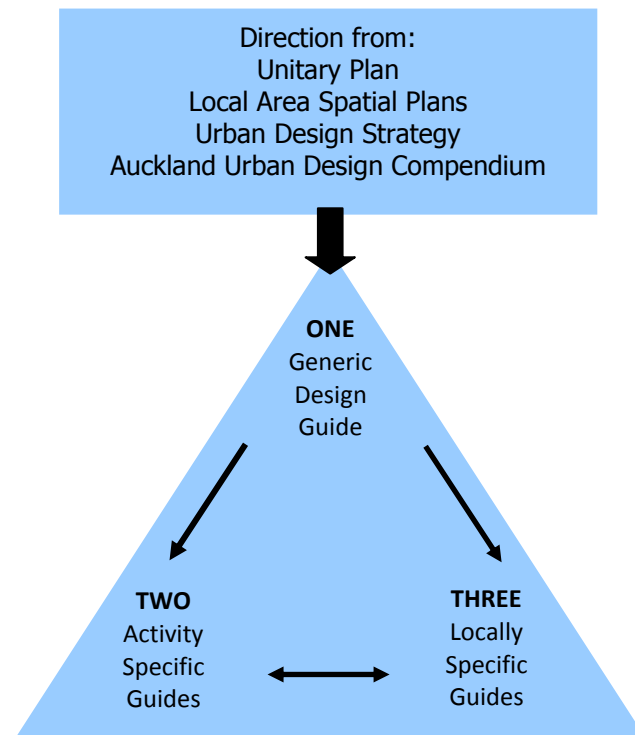 Direction from:
Unitary Plan
Local Area Spatial Plans
Urban Design Strategy
Auckland Urban Design Compendium
ONE
Generic
Design
Guide
TWO
Activity
Specific
Guides
THREE
Locally
Specific
Guides